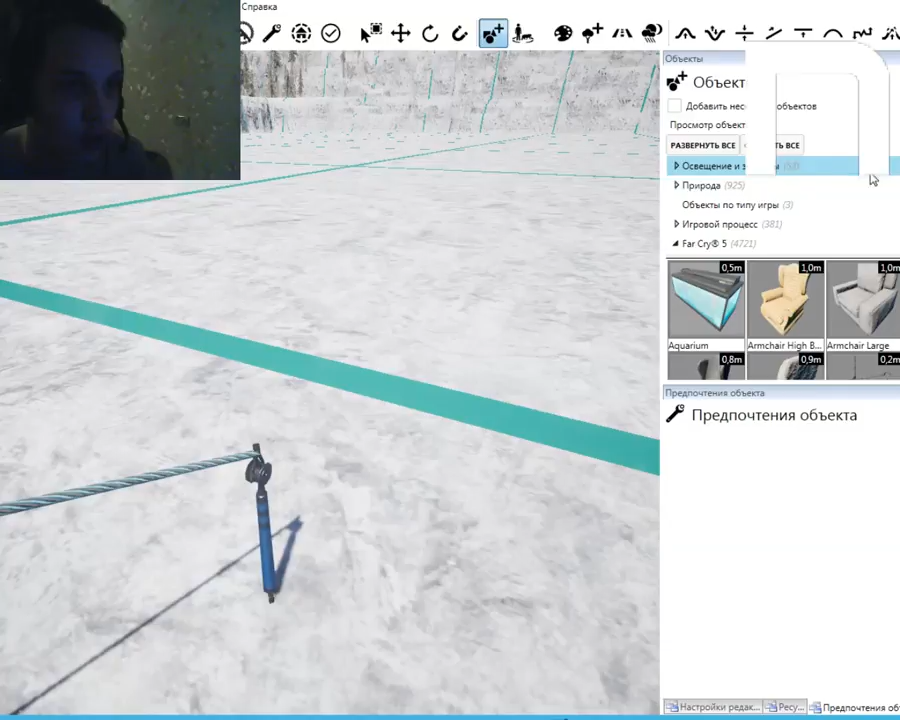 Справка
Объекты
Объект
Добавить нес объектов
Просмотр объект
РАЗВЕРНУТЬ ВСЕ ТЬ ВСЕ
Освещение и з
Природа (925)
Объекты по типу игры (3)
Игровой процесс (381)
Far Cry® 5 (4721)
0,5m 1,0m 1,0m
Aquarium Armchair High B... Armchair Large
0,8m 0,9m 0,2m
Предпочтения объекта
Предпочтения объекта
Настройки редак... Ресу... Предпочтения об